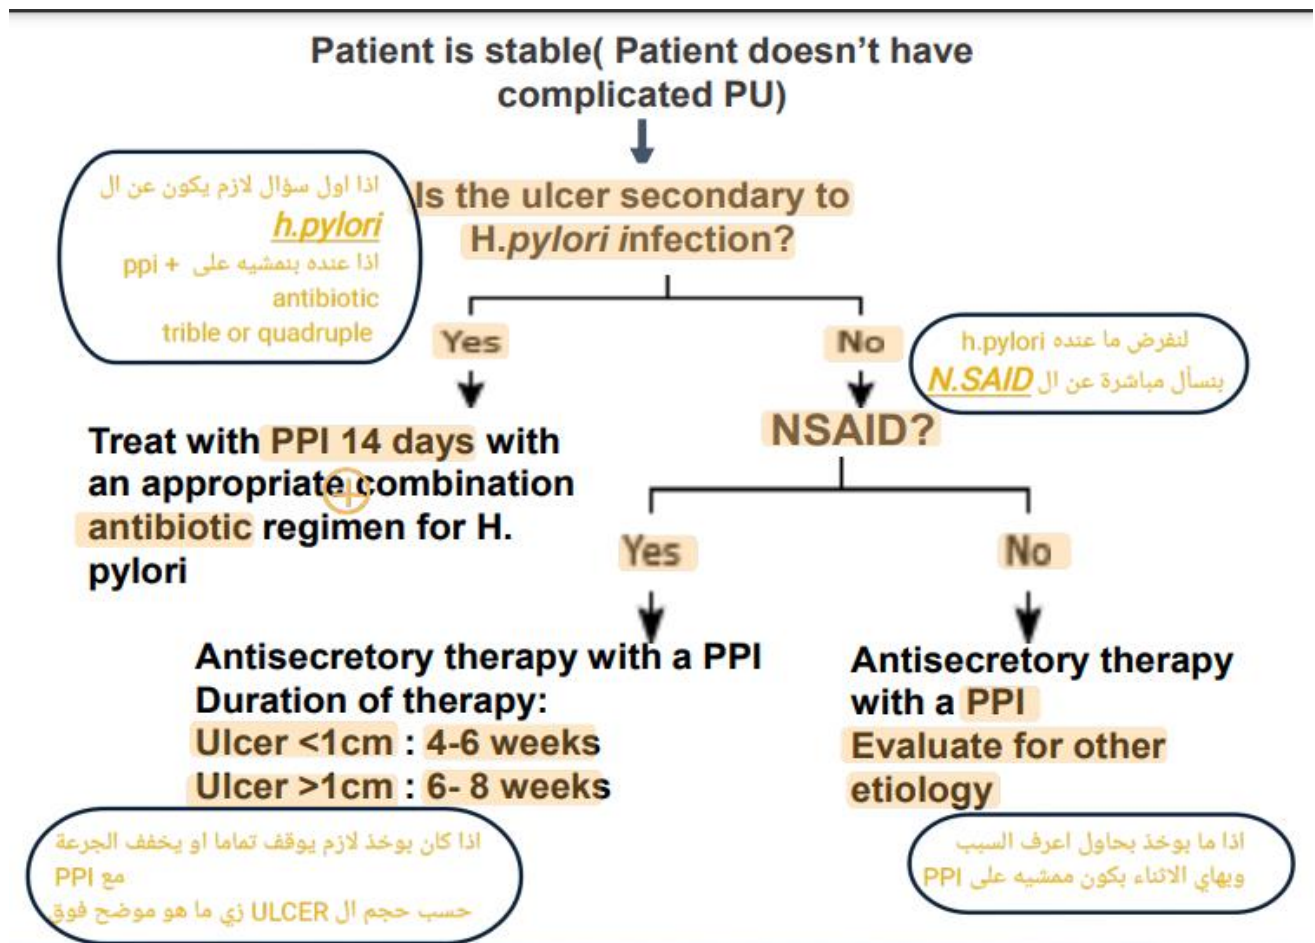 Patient is stable( Patient doesn't have
complicated PU)
اذا اول سؤال لازم يكون عن ال
h.pylori
اذا عنده بنمشيه على ppi +
antibiotic
trible or quadruple
Is the ulcer secondary to
H.pylori infection?
Yes
No
لنفرض ما عنده h.pylori
بنسأل مباشرة عن ال N.SAID
Treat with PPI 14 days with
an appropriate combination
antibiotic regimen for H.
pylori
NSAID?
Yes
No
Antisecretory therapy with a PPI
Duration of therapy:
Ulcer <1cm : 4-6 weeks
Ulcer >1cm : 6- 8 weeks
Antisecretory therapy
with a PPI
Evaluate for other
etiology
اذا كان بوخذ لازم يوقف تماما او يخفف الجرعة
مع PPI
حسب حجم ال ULCER زي ما هو موضح فوق
اذا ما بوخذ بحاول اعرف السبب
وبهاي الاثناء بكون ممشيه على PPI